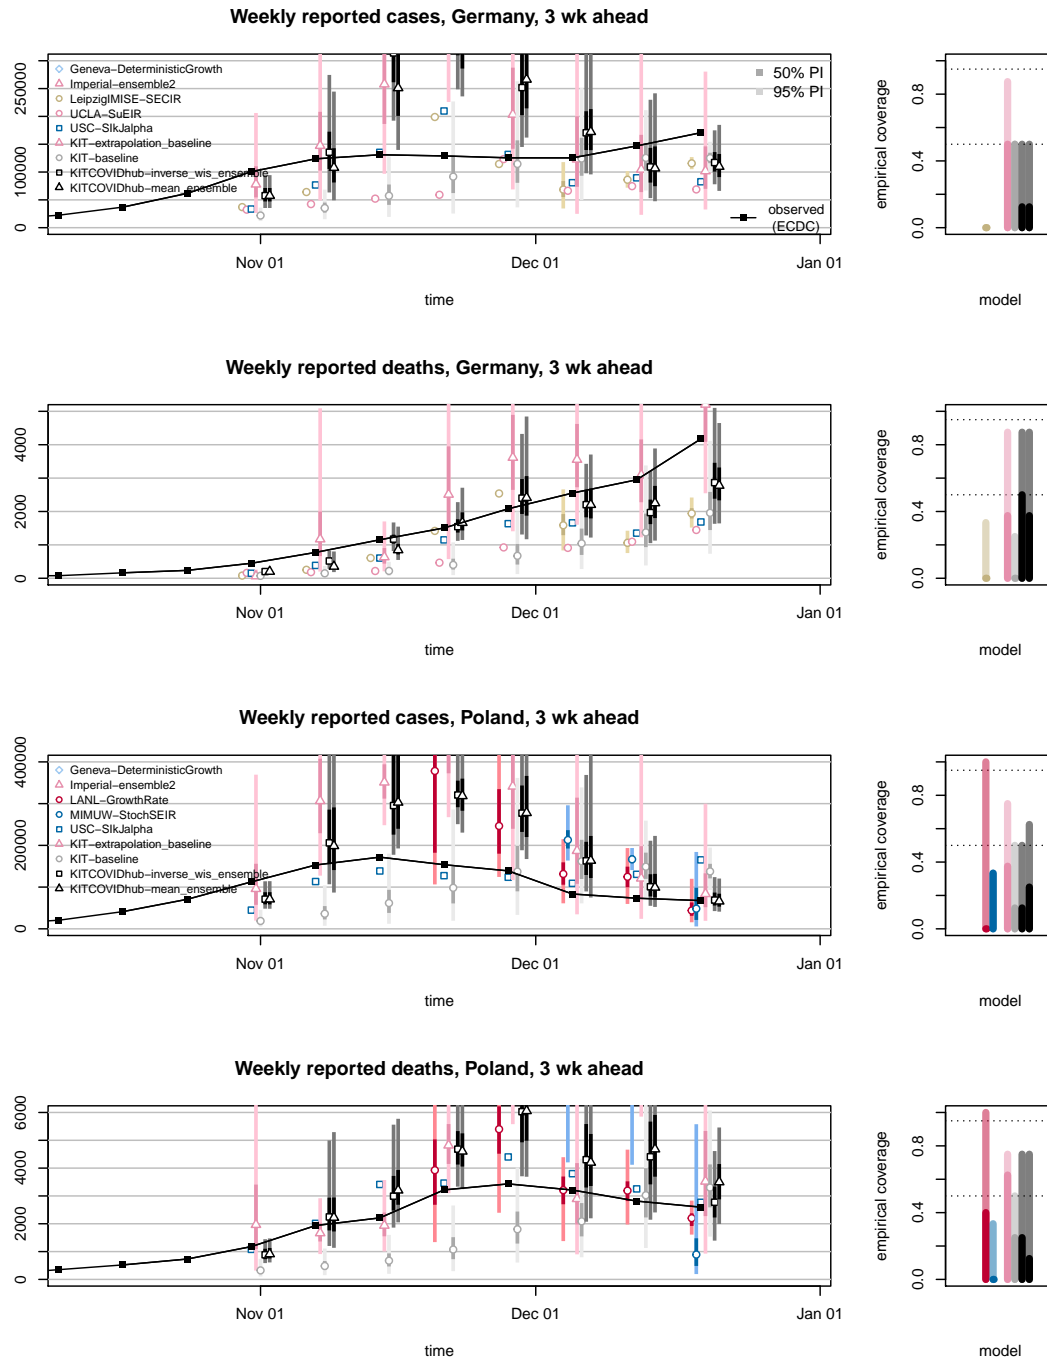 Weekly reported cases, Germany, 3 wk ahead
Geneva−DeterministicGrowth
Imperial−ensemble2
LeipzigIMISE−SECIR
UCLA−SuEIR
USC−SIkJalpha
KIT−extrapolation_baseline
KIT−baseline
KITCOVIDhub−inverse_wis_ensemble
KITCOVIDhub−mean_ensemble
50% PI
95% PI
observed
(ECDC)
0
100000
250000
Nov 01
Dec 01
Jan 01
time
empirical coverage
0.0
0.4
0.8
model
Weekly reported deaths, Germany, 3 wk ahead
0
2000
4000
Nov 01
Dec 01
Jan 01
time
empirical coverage
0.0
0.4
0.8
model
Weekly reported cases, Poland, 3 wk ahead
Geneva−DeterministicGrowth
Imperial−ensemble2
LANL−GrowthRate
MIMUW−StochSEIR
USC−SIkJalpha
KIT−extrapolation_baseline
KIT−baseline
KITCOVIDhub−inverse_wis_ensemble
KITCOVIDhub−mean_ensemble
0
200000
400000
Nov 01
Dec 01
Jan 01
time
empirical coverage
0.0
0.4
0.8
model
Weekly reported deaths, Poland, 3 wk ahead
0
2000
4000
6000
Nov 01
Dec 01
Jan 01
time
empirical coverage
0.0
0.4
0.8
model